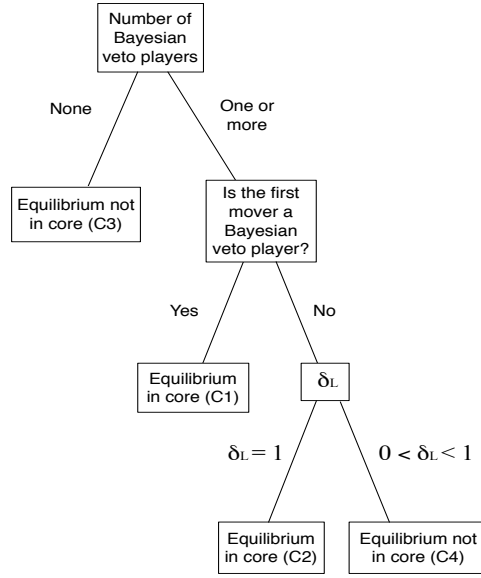 Number of
Bayesian
veto players
None
One or
more
Equilibrium not
in core (C3)
Is the first
mover a
Bayesian
veto player?
Yes
No
Equilibrium
in core (C1)
δL
δL = 1
0 < δL < 1
Equilibrium
in core (C2)
Equilibrium not
in core (C4)